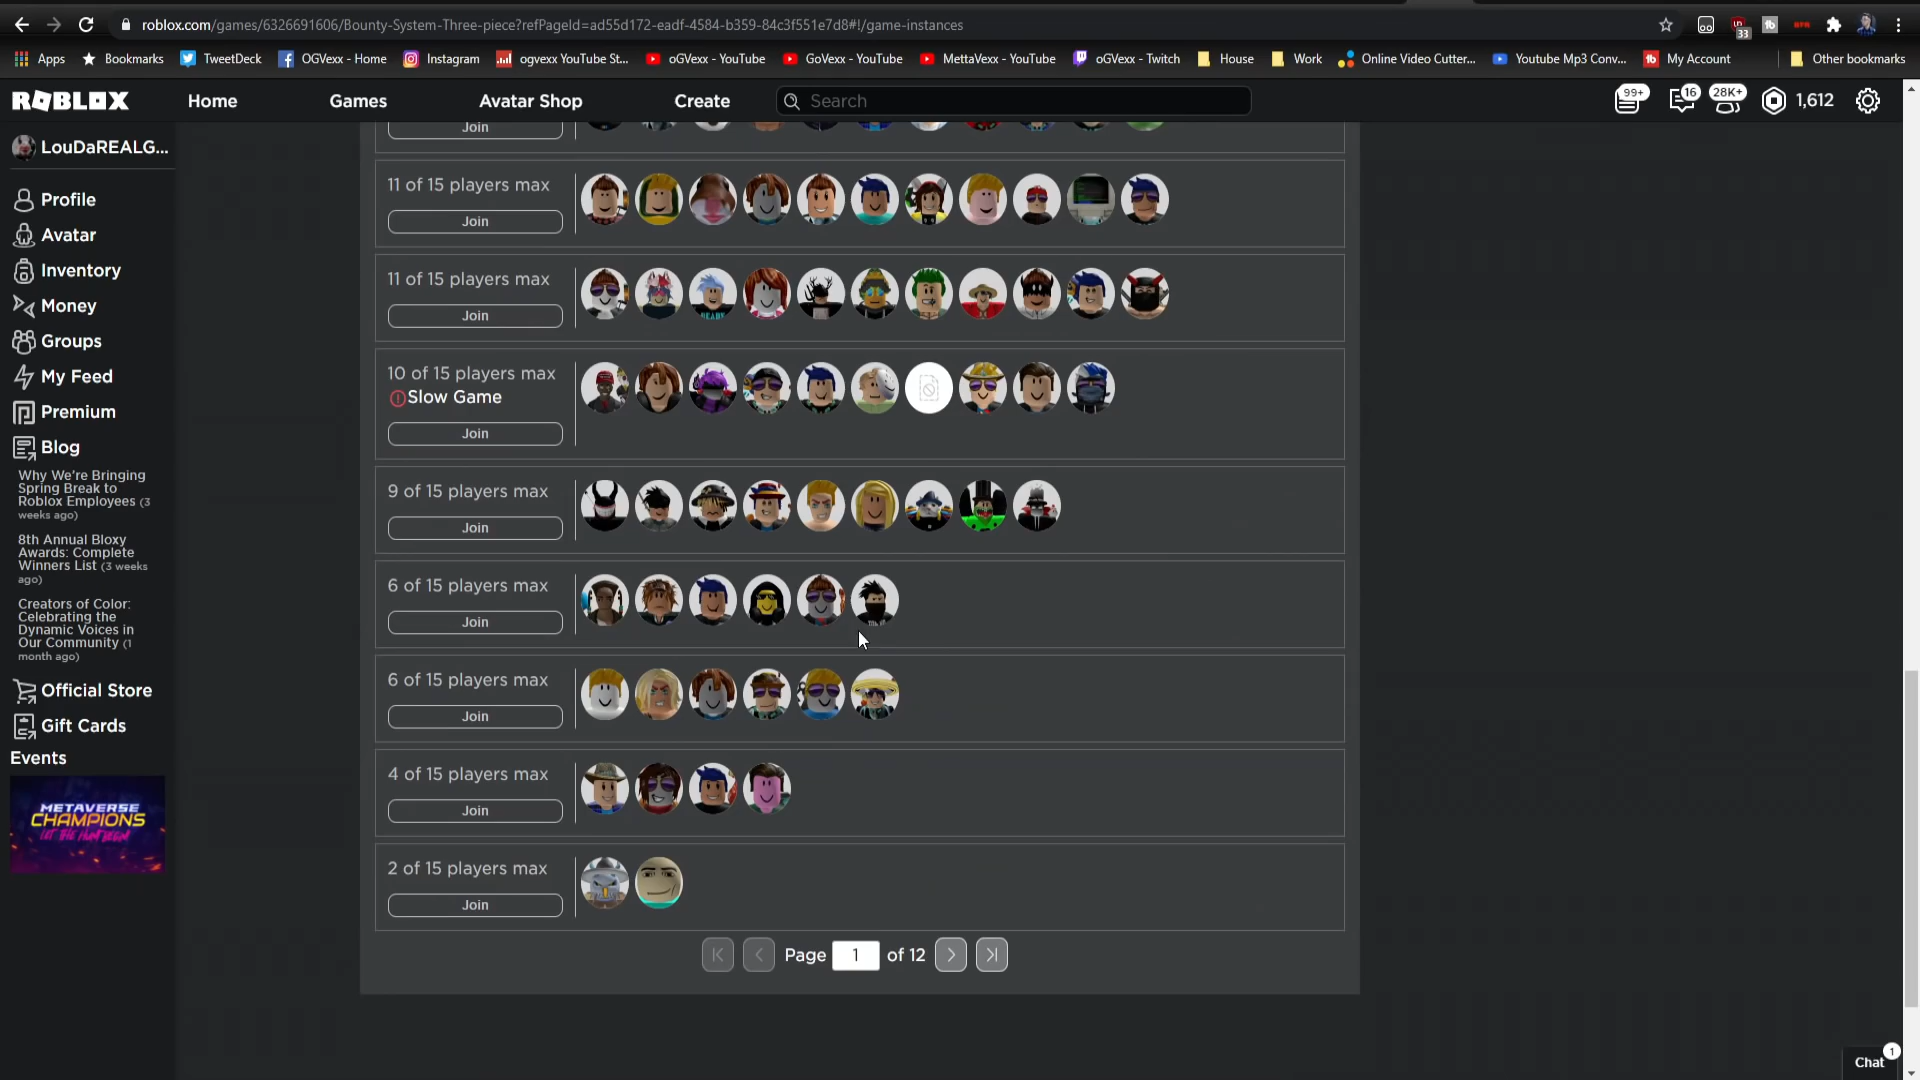 roblox.com/games/6326691606/Bounty-System-Three-piece?refPageId=ad55d172-eadf-4584-b359-84c3f551e7d8#!/game-instances
33
Apps
Bookmarks
TweetDeck
OGVexx - Home
Instagram
ogvexx YouTube St...
oGVexx - YouTube
GoVexx - YouTube
MettaVexx - YouTube
oGVexx - Twitch
House
Work
Online Video Cutter...
Youtube Mp3 Conv...
My Account
Other bookmarks
ROBLOX
Home
Games
Avatar Shop
Create
Search
99+
16
28K+
1,612
LouDaREALG...
Profile
Avatar
Inventory
Money
Groups
My Feed
Premium
Blog
Why We're Bringing
Spring Break to
Roblox Employees (3
weeks ago)
8th Annual Bloxy
Awards: Complete
Winners List (3 weeks
ago)
Creators of Color:
Celebrating the
Dynamic Voices in
Our Community (1
month ago)
Official Store
Gift Cards
Events
METAVERSE
CHAMPIONS
LET THE HUNT BEGIN
Join
11 of 15 players max
Join
11 of 15 players max
Join
10 of 15 players max
Slow Game
Join
9 of 15 players max
Join
6 of 15 players max
Join
6 of 15 players max
Join
4 of 15 players max
Join
2 of 15 players max
Join
Page 1 of 12
Chat
1